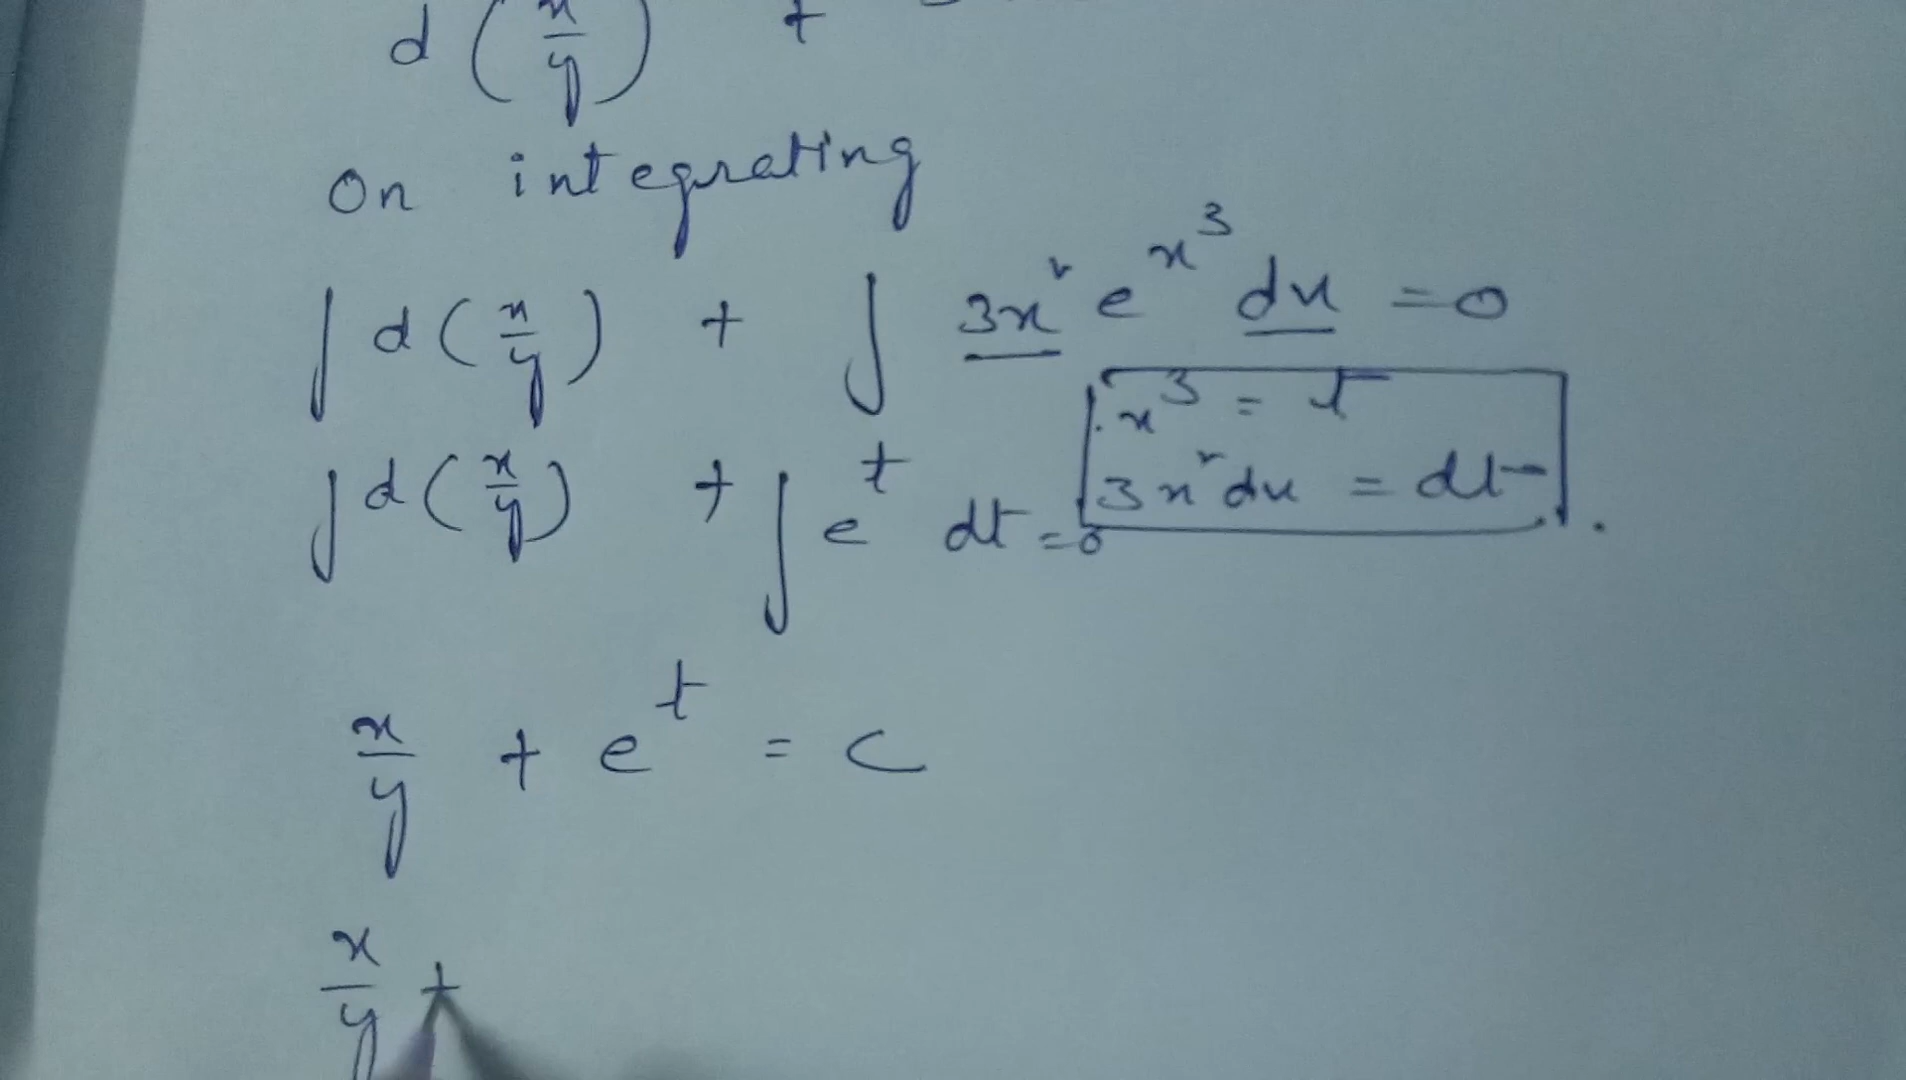 d(x/y) +
On integrating
∫ d(x/y) + ∫ 3x² e^x³ dx = 0
x³ = t
3x² dx = dt
∫ d(x/y) + ∫ e^t dt = 0
x/y + e^t = c
x/y +